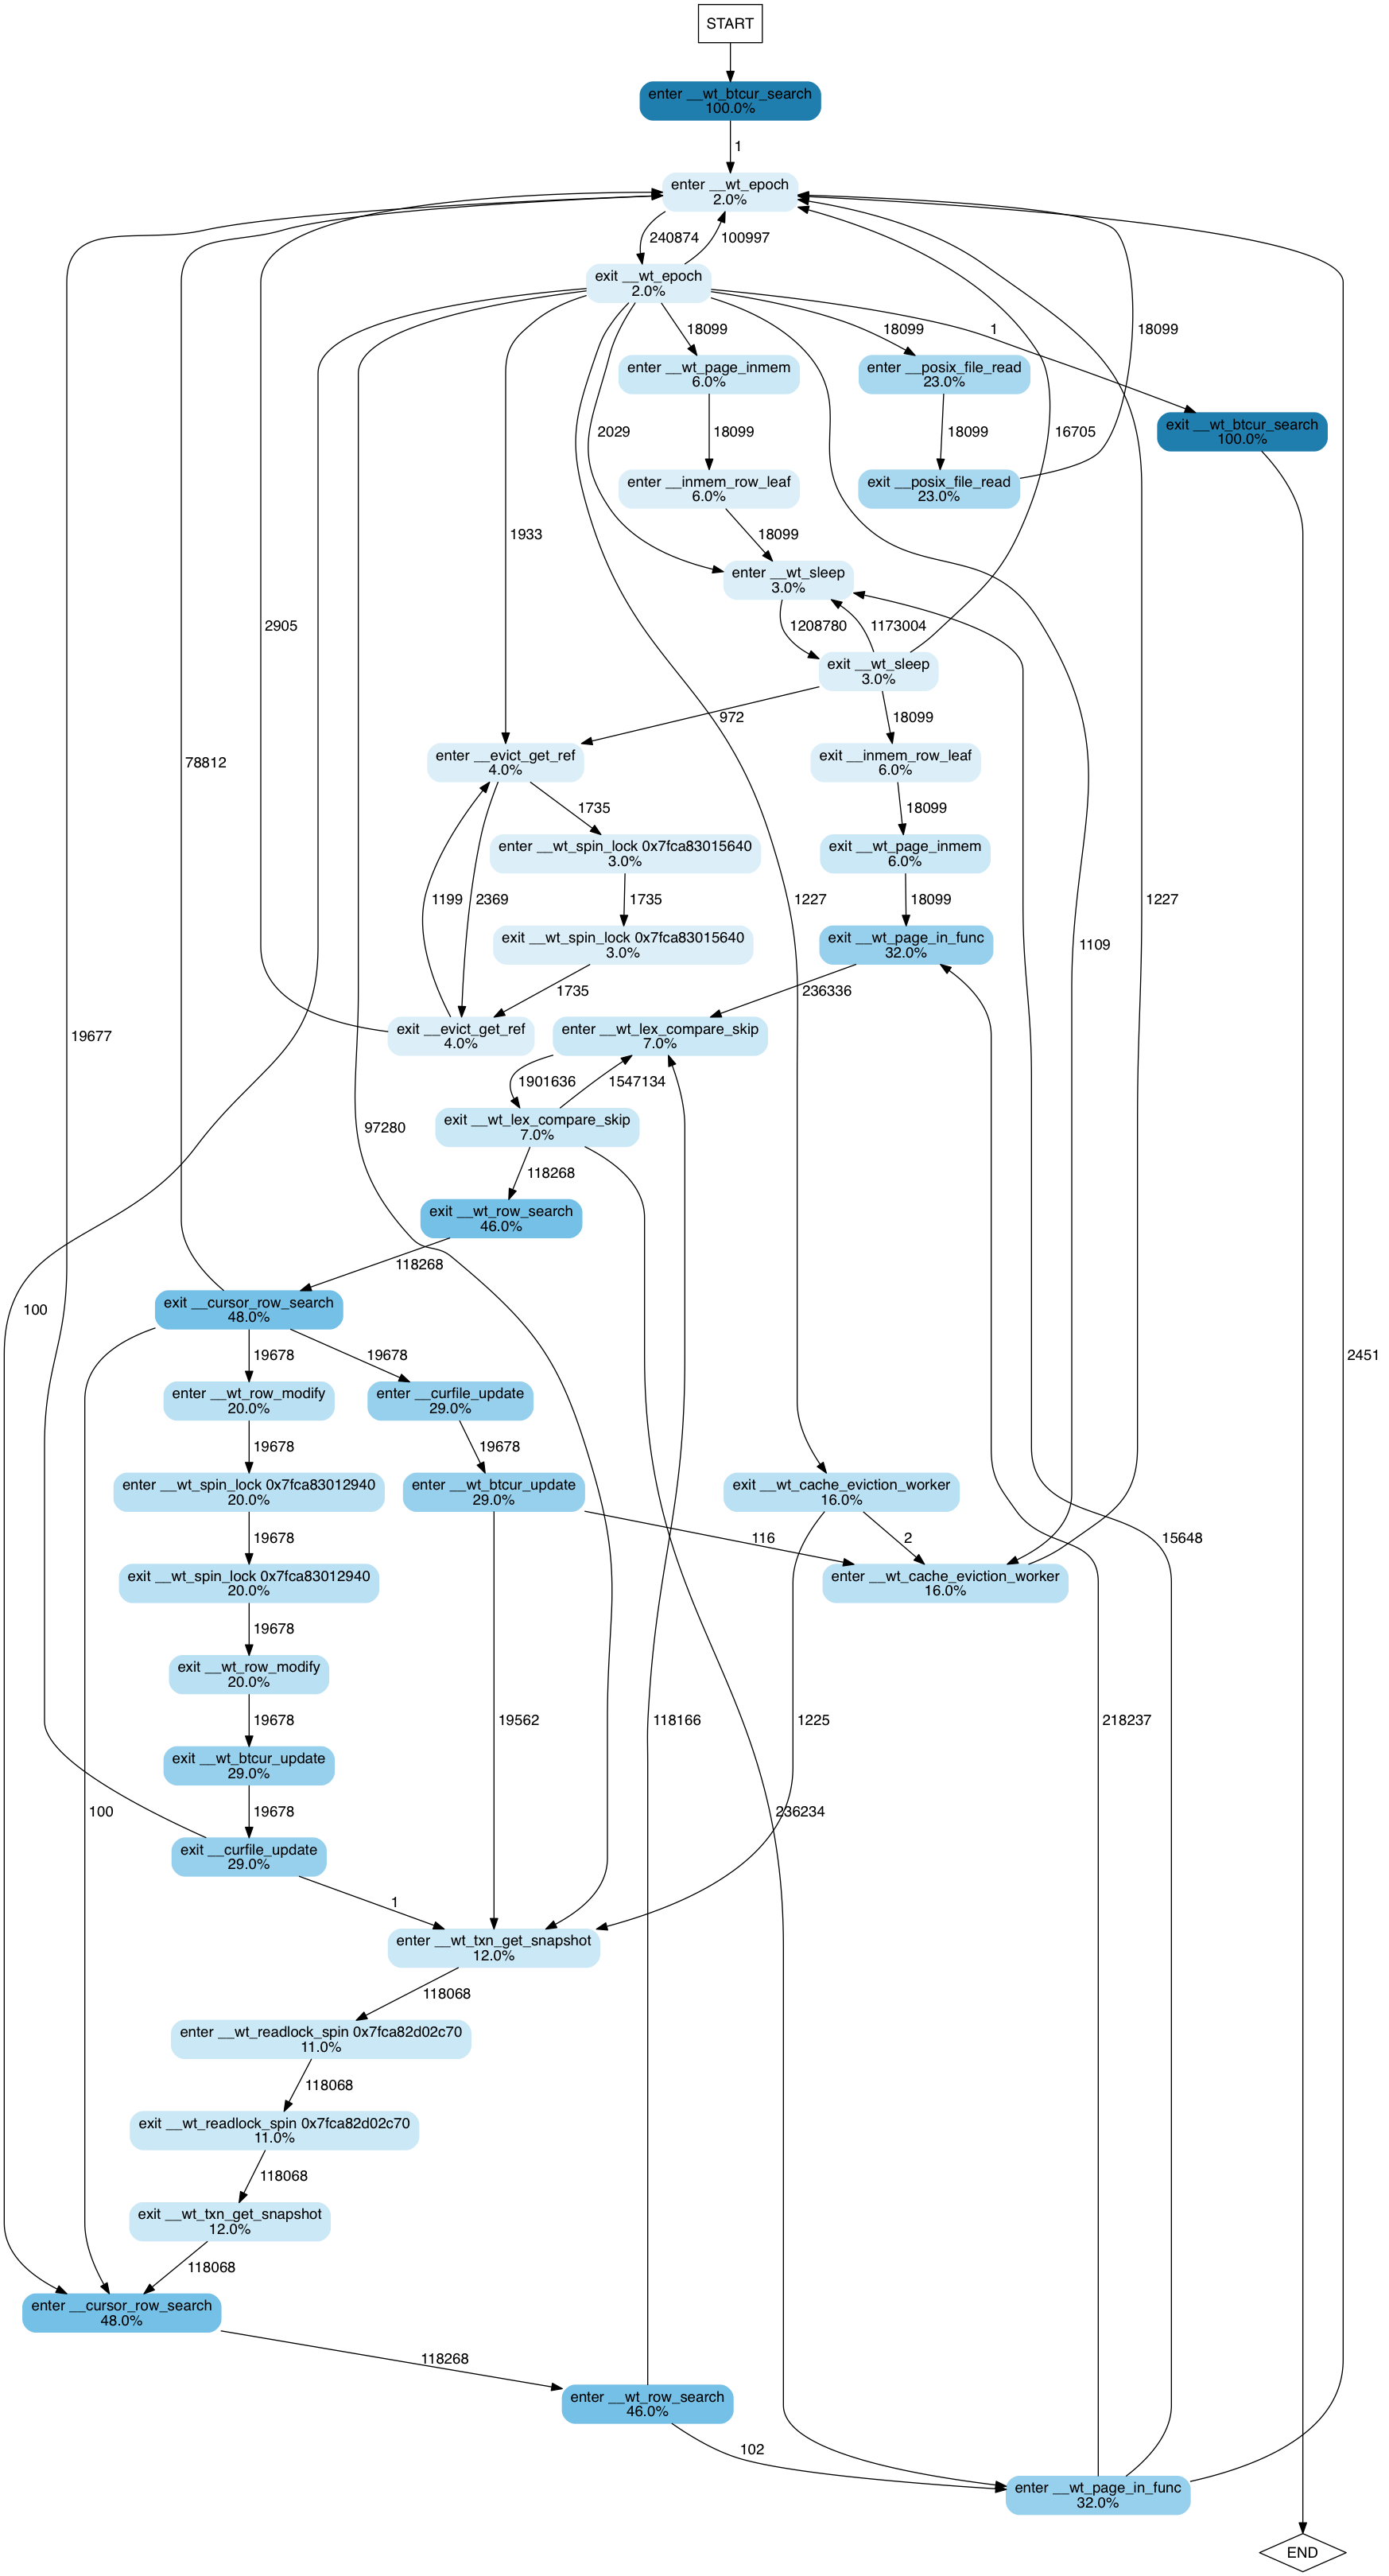 START
enter __wt_btcur_search
100.0%
1
enter __wt_epoch
2.0%
240874
100997
exit __wt_epoch
2.0%
18099
18099
1
enter __wt_page_inmem
6.0%
enter __posix_file_read
23.0%
18099
exit __wt_btcur_search
100.0%
2029
18099
18099
16705
enter __inmem_row_leaf
6.0%
exit __posix_file_read
23.0%
1933
18099
enter __wt_sleep
3.0%
2905
1208780
1173004
exit __wt_sleep
3.0%
972
18099
78812
enter __evict_get_ref
4.0%
exit __inmem_row_leaf
6.0%
1735
18099
enter __wt_spin_lock 0x7fca83015640
3.0%
exit __wt_page_inmem
6.0%
1199
2369
1735
1227
18099
1227
1109
exit __wt_spin_lock 0x7fca83015640
3.0%
exit __wt_page_in_func
32.0%
1735
236336
19677
exit __evict_get_ref
4.0%
enter __wt_lex_compare_skip
7.0%
1901636
1547134
97280
exit __wt_lex_compare_skip
7.0%
118268
exit __wt_row_search
46.0%
118268
100
exit __cursor_row_search
48.0%
19678
19678
2451
enter __wt_row_modify
20.0%
enter __curfile_update
29.0%
19678
19678
enter __wt_spin_lock 0x7fca83012940
20.0%
enter __wt_btcur_update
29.0%
exit __wt_cache_eviction_worker
16.0%
19678
116
2
15648
exit __wt_spin_lock 0x7fca83012940
20.0%
enter __wt_cache_eviction_worker
16.0%
19678
exit __wt_row_modify
20.0%
19678
19562
118166
1225
218237
exit __wt_btcur_update
29.0%
100
19678
236234
exit __curfile_update
29.0%
1
enter __wt_txn_get_snapshot
12.0%
118068
enter __wt_readlock_spin 0x7fca82d02c70
11.0%
118068
exit __wt_readlock_spin 0x7fca82d02c70
11.0%
118068
exit __wt_txn_get_snapshot
12.0%
118068
enter __cursor_row_search
48.0%
118268
enter __wt_row_search
46.0%
102
enter __wt_page_in_func
32.0%
END